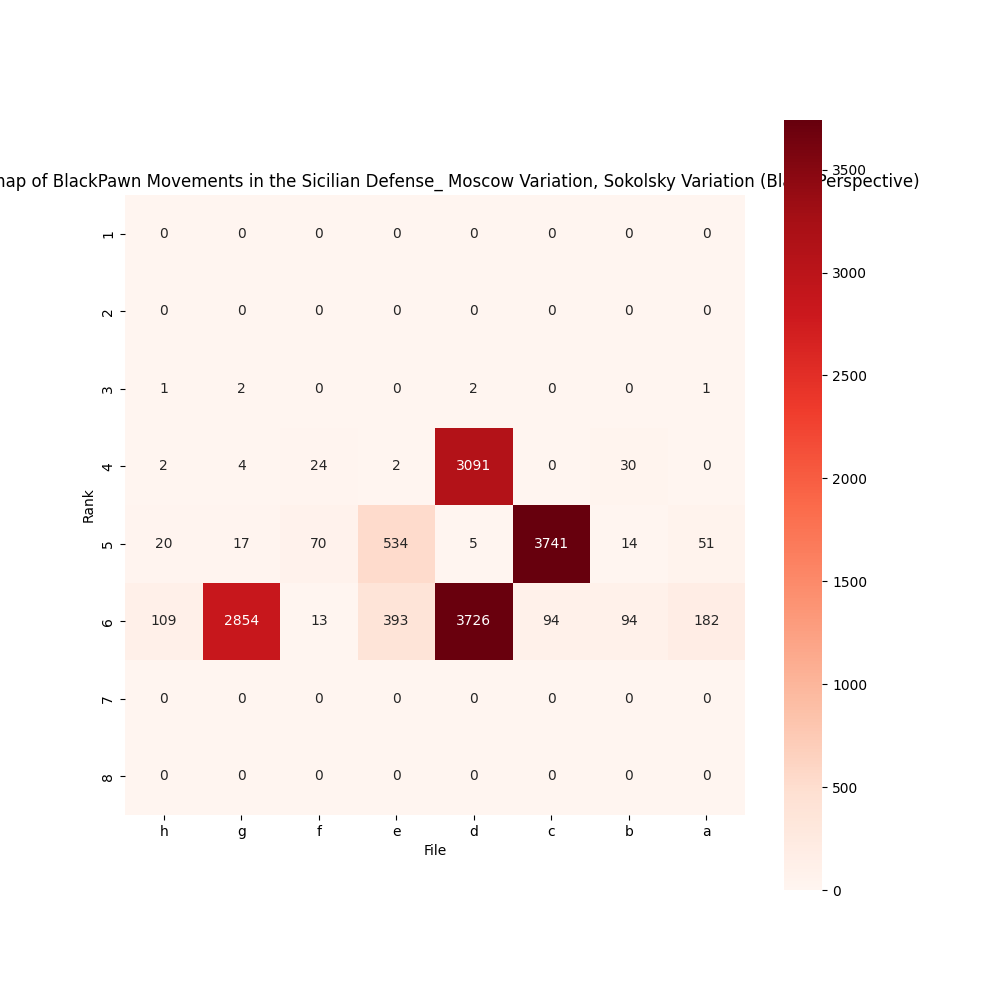 of BlackPawn Movements in the Sicilian Defense_ Moscow Variation, Sokolsky Variation Perspective)
1 0 0 0 0 0 0 0 0
2 0 0 0 0 0 0 0 0
3 1 2 0 0 2 0 0 1
4 2 4 24 2 3091 0 30 0
5 20 17 70 534 5 3741 14 51
6 109 2854 13 393 3726 94 94 182
7 0 0 0 0 0 0 0 0
8 0 0 0 0 0 0 0 0
h g f e d c b a
File
Rank
3500
3000
2500
2000
1500
1000
500
0